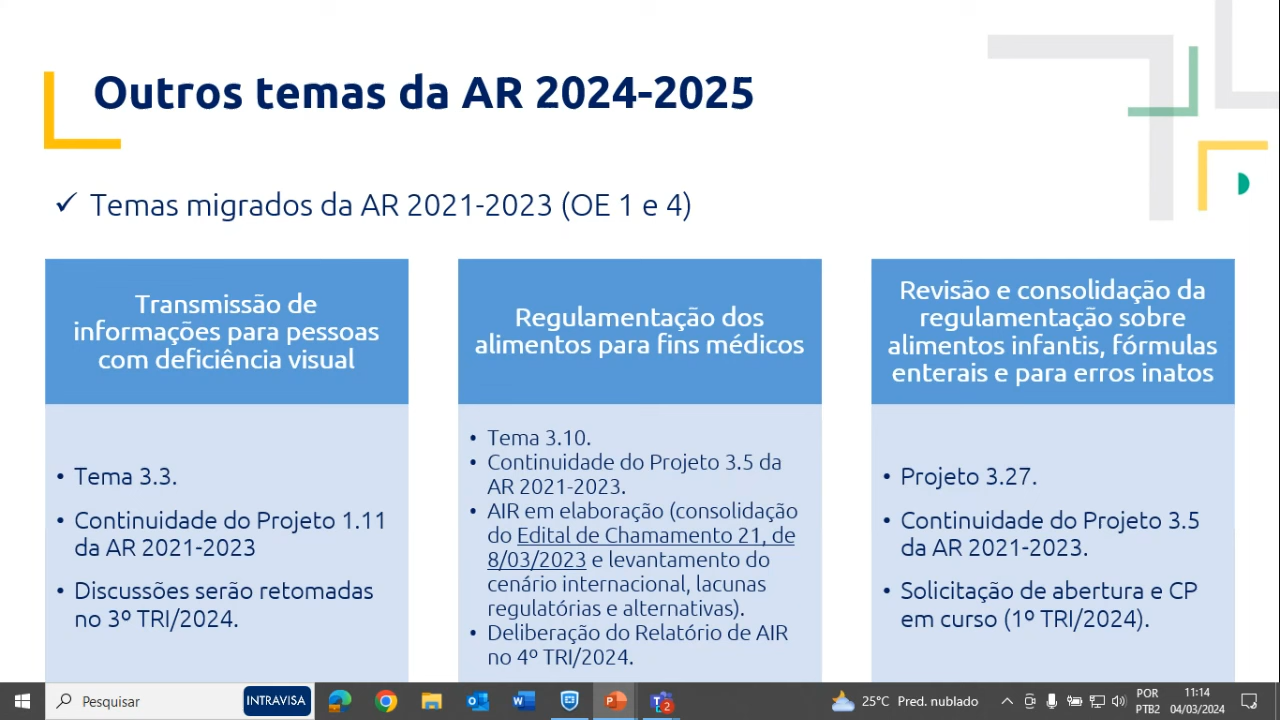 Outros temas da AR 2024-2025
✓ Temas migrados da AR 2021-2023 (OE 1 e 4)
Transmissão de
informações para pessoas
com deficiência visual
• Tema 3.3.
• Continuidade do Projeto 1.11
da AR 2021-2023
• Discussões serão retomadas
no 3º TRI/2024.
Regulamentação dos
alimentos para fins médicos
• Tema 3.10.
• Continuidade do Projeto 3.5 da
AR 2021-2023.
• AIR em elaboração (consolidação
do Edital de Chamamento 21, de
8/03/2023 e levantamento do
cenário internacional, lacunas
regulatórias e alternativas).
• Deliberação do Relatório de AIR
no 4º TRI/2024.
Revisão e consolidação da
regulamentação sobre
alimentos infantis, fórmulas
enterais e para erros inatos
• Projeto 3.27.
• Continuidade do Projeto 3.5
da AR 2021-2023.
• Solicitação de abertura e CP
em curso (1º TRI/2024).
Pesquisar
INTRAVISA
2
25°C Pred. nublado
POR
PTB2
11:14
04/03/2024